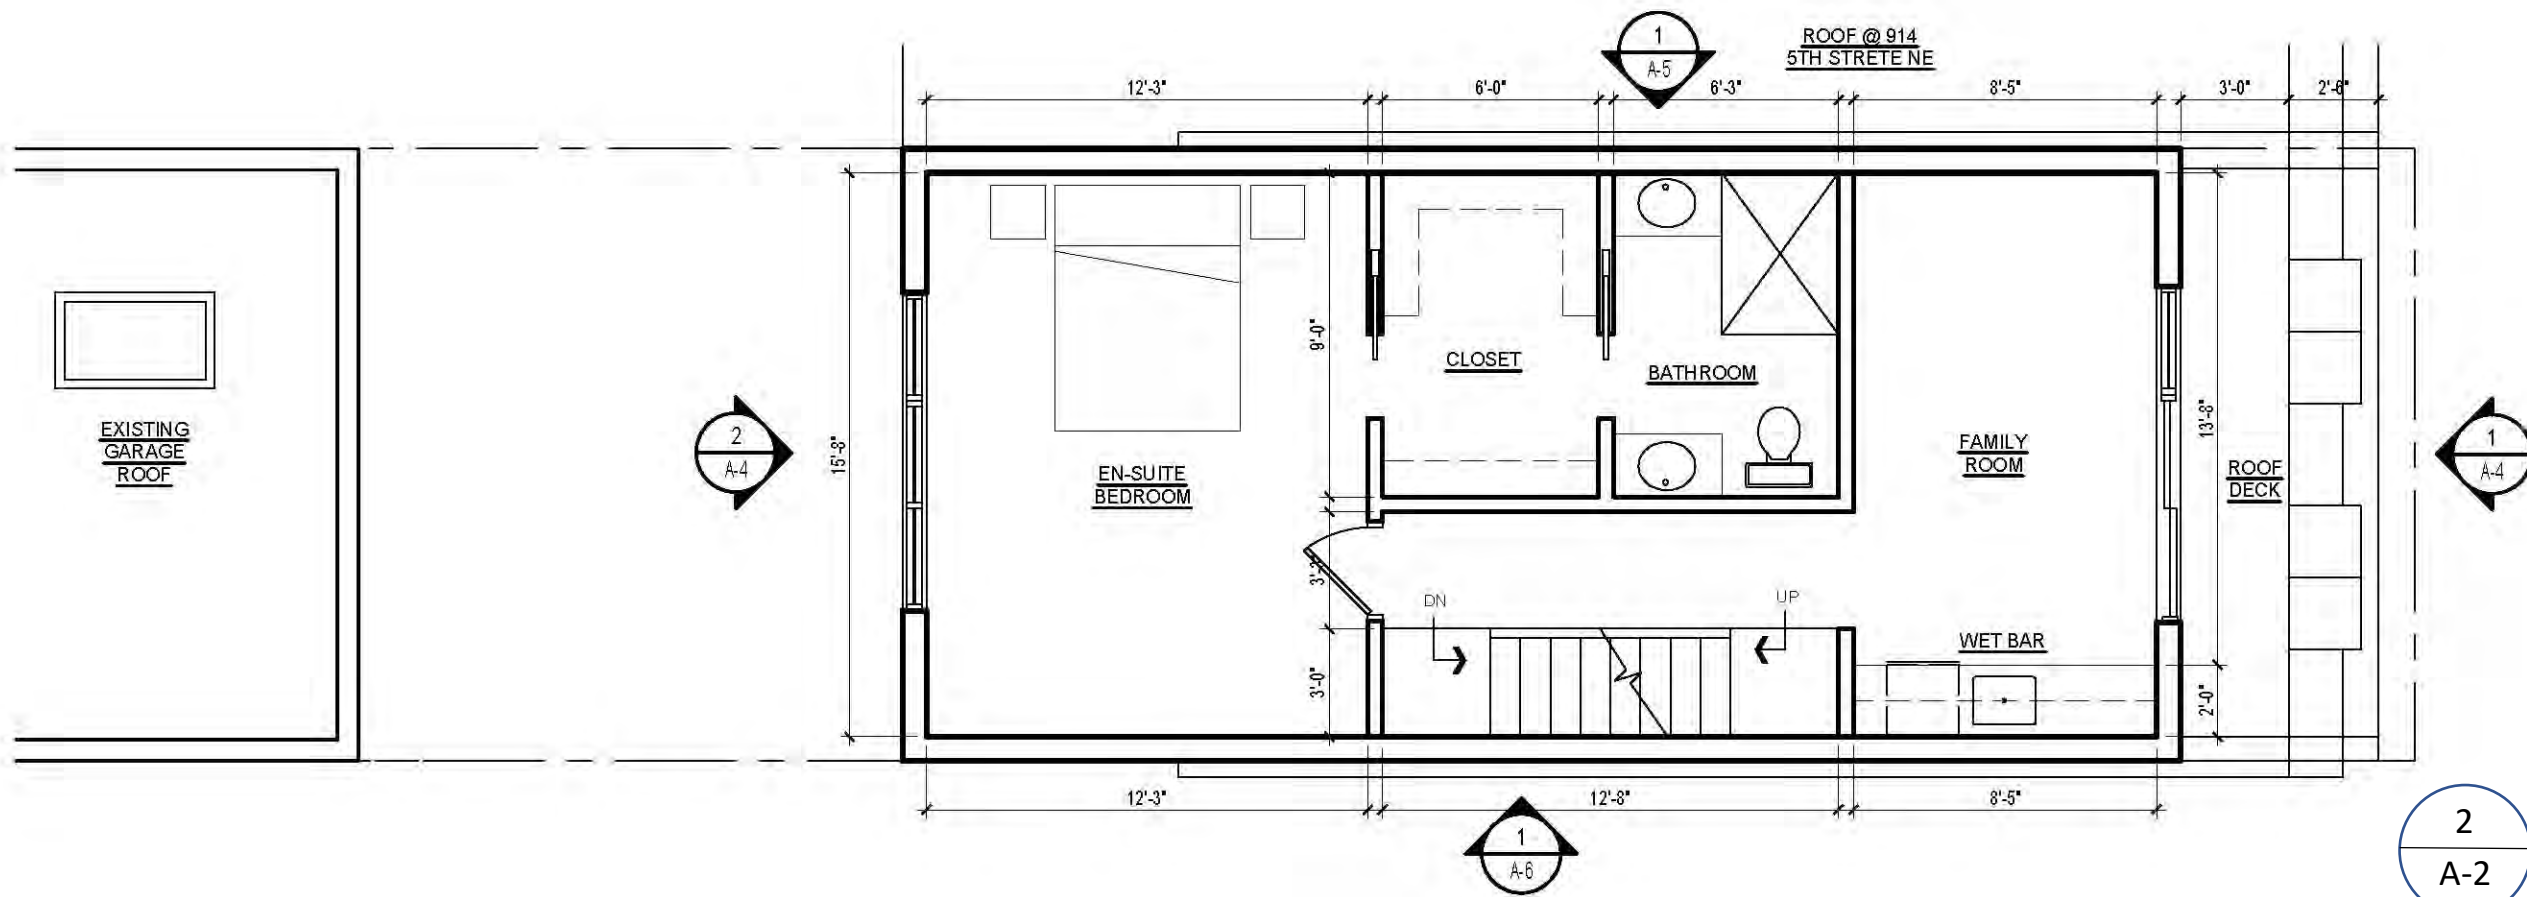 1
A-5
ROOF @ 914
5TH STRETE NE
12'-3"
6'-0"
6'-3"
8'-5"
3'-0"
2'-6"
EXISTING
GARAGE
ROOF
2
A-4
15'-8"
EN-SUITE
BEDROOM
9'-0"
CLOSET
BATHROOM
FAMILY
ROOM
13'-8"
ROOF
DECK
1
A-4
DN
UP
WET BAR
3'-0"
2'-0"
12'-3"
12'-8"
8'-5"
1
A-6
2
A-2